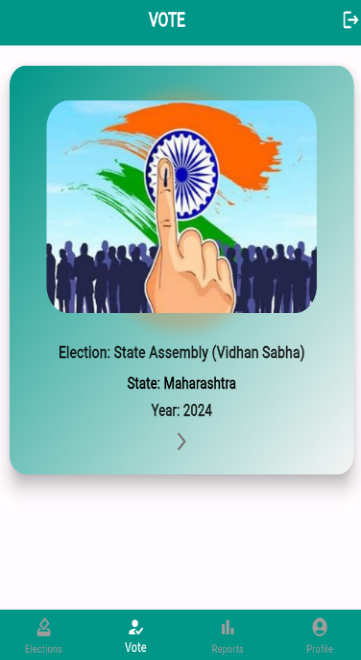 VOTE
Election: State Assembly (Vidhan Sabha)
State: Maharashtra
Year: 2024
Elections
Vote
Reports
Profile